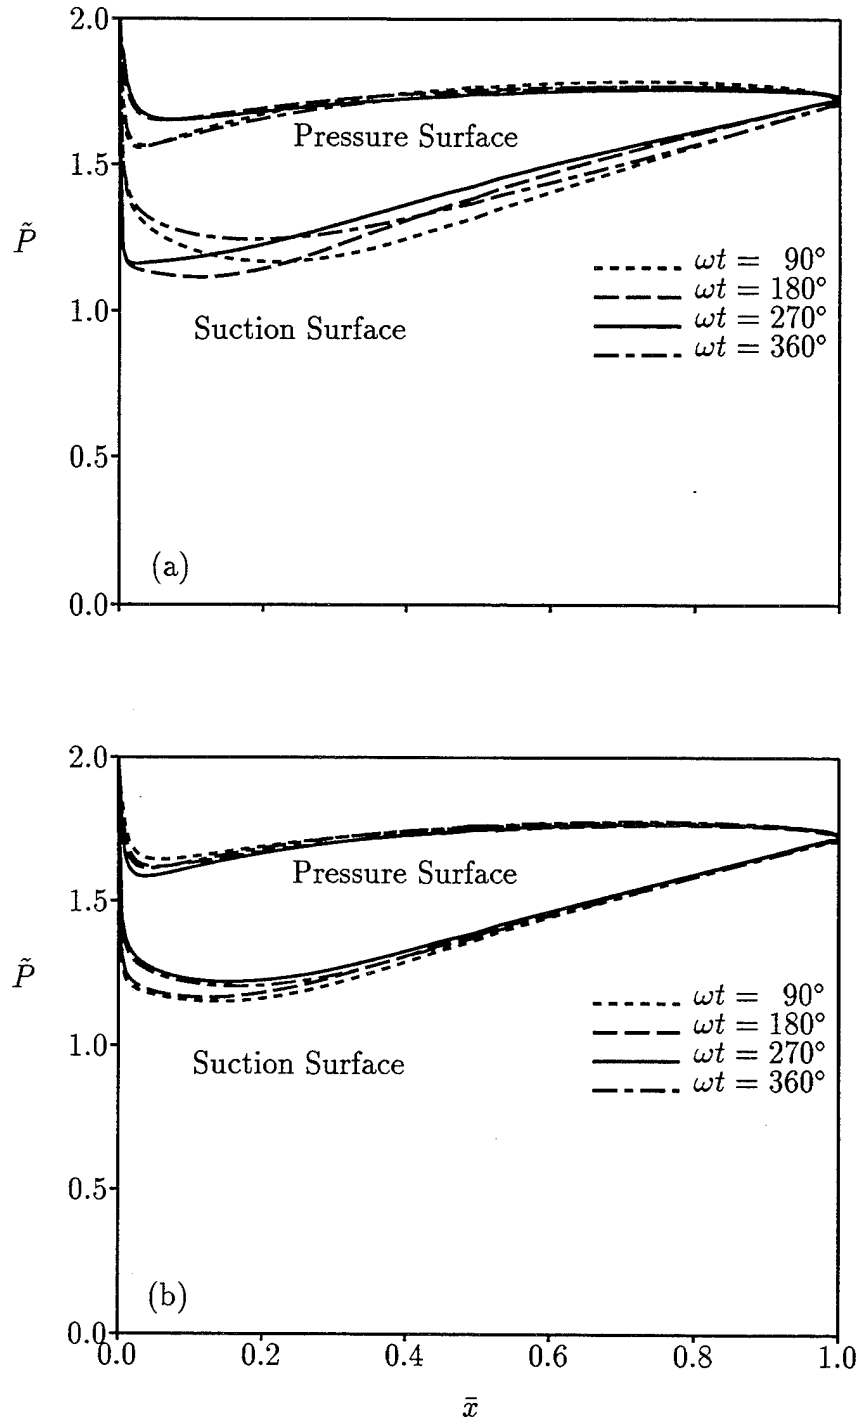 2.0
1.5
P̃
1.0
0.5
0.0
Pressure Surface
Suction Surface
ωt = 90°
ωt = 180°
ωt = 270°
ωt = 360°
(a)
2.0
1.5
P̃
1.0
0.5
0.0
Pressure Surface
Suction Surface
ωt = 90°
ωt = 180°
ωt = 270°
ωt = 360°
(b)
0.0 0.2 0.4 0.6 0.8 1.0
x̄